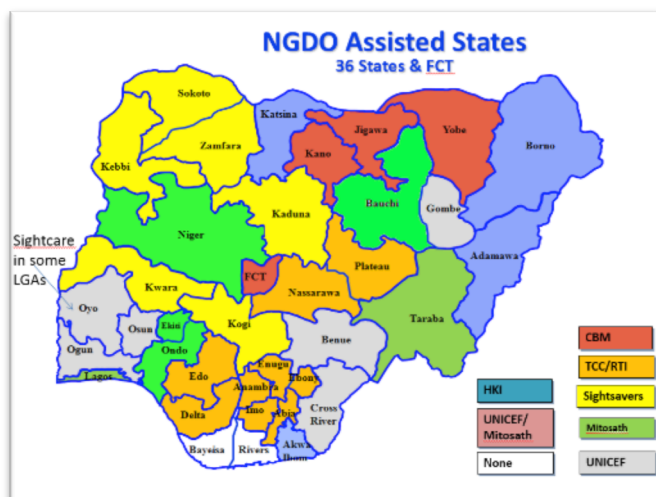 NGDO Assisted States
36 States & FCT
Sokoto
Katsina
Zamfara
Jigawa
Yobe
Borno
Kano
Kebbi
Bauchi
Gombe
Kaduna
Niger
Sightcare
in some
LGAs
Adamawa
Plateau
FCT
Kwara
Nassarawa
Taraba
Oyo
Osun
Ekiti
Kogi
Benue
Ogun
Ondo
Lagos
Edo
Enugu
Ebony
Anambra
Delta
Imo
Abia
Cross
River
Bayelsa
Rivers
Akwa
Ibom
CBM
TCC/RTI
HKI
Sightsavers
UNICEF/
Mitosath
Mitosath
None
UNICEF